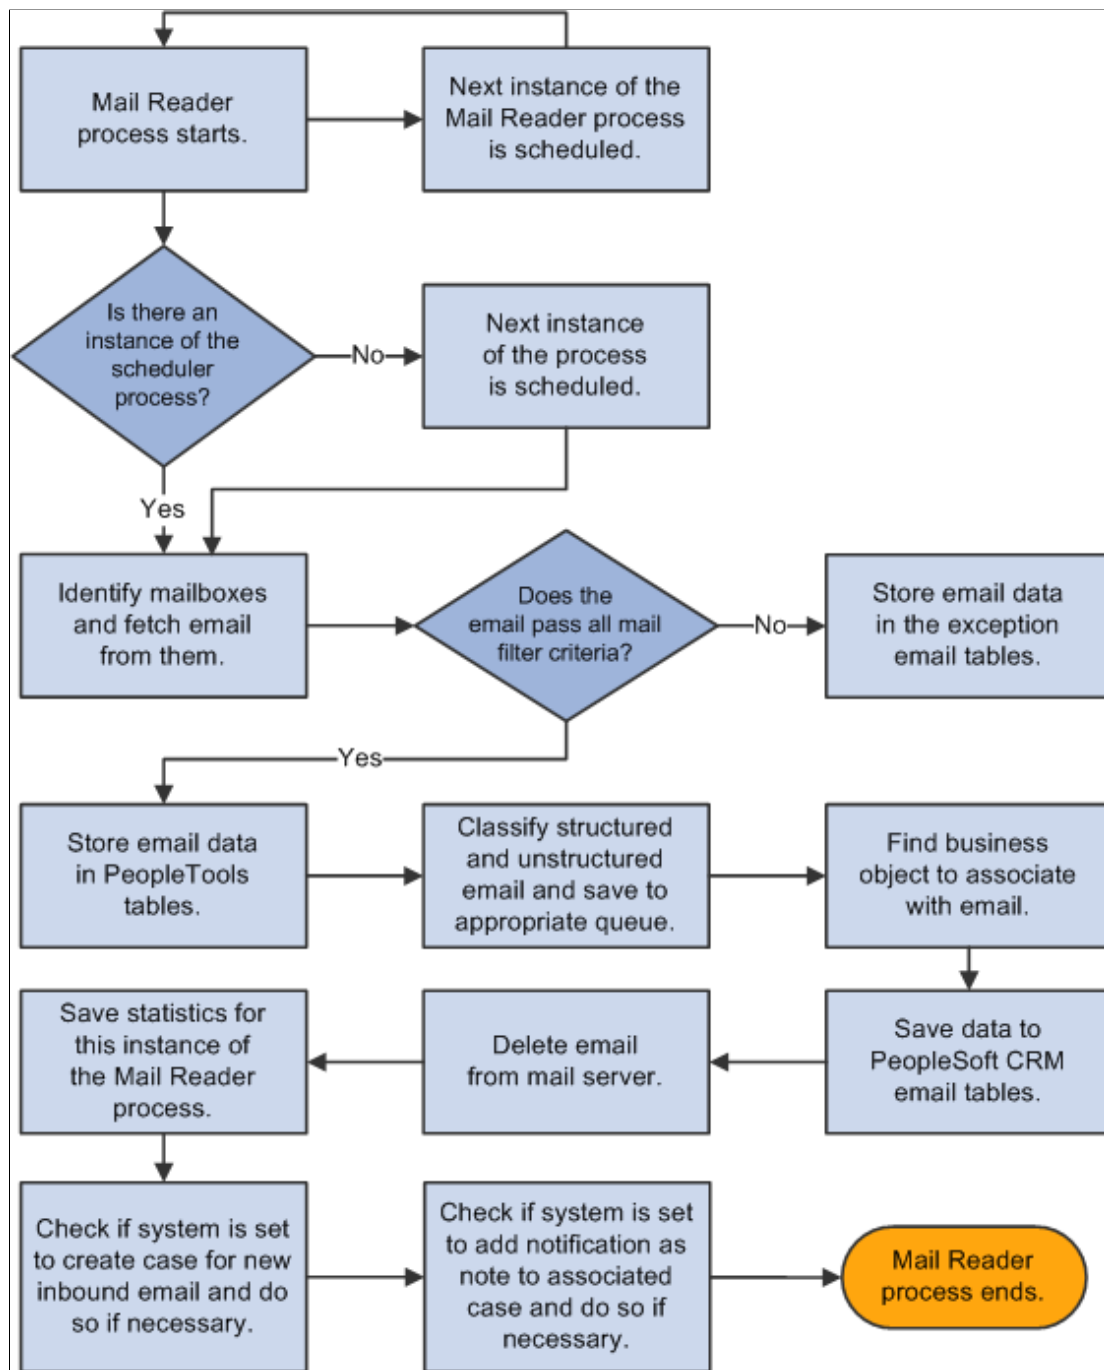 Mail Reader
process starts.
Next instance of the
Mail Reader process
is scheduled.
Is there an
instance of the
scheduler
process?
No
Next instance
of the process
is scheduled.
Yes
Identify mailboxes
and fetch email
from them.
Does the
email pass all mail
filter criteria?
No
Store email data
in the exception
email tables.
Yes
Store email data
in PeopleTools
tables.
Classify structured
and unstructured
email and save to
appropriate queue.
Find business
object to associate
with email.
Save data to
PeopleSoft CRM
email tables.
Delete email
from mail server.
Save statistics for
this instance of
the Mail Reader
process.
Check if system is set
to create case for new
inbound email and do
so if necessary.
Check if system is set
to add notification as
note to associated
case and do so if
necessary.
Mail Reader
process ends.